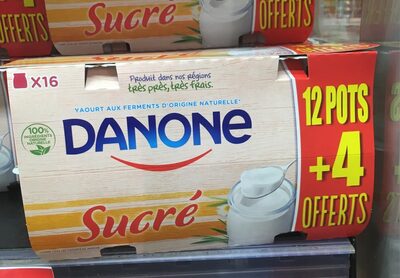 Sucré
OFFERTS
OFFERTS
X16
Produit dans nos régions
très près, très frais.
YAOURT AUX FERMENTS D'ORIGINE NATURELLE*
DANONE
100%
INGRÉDIENTS
ORIGINE
NATURELLE
Sucré
12 POTS
+4
OFFERTS